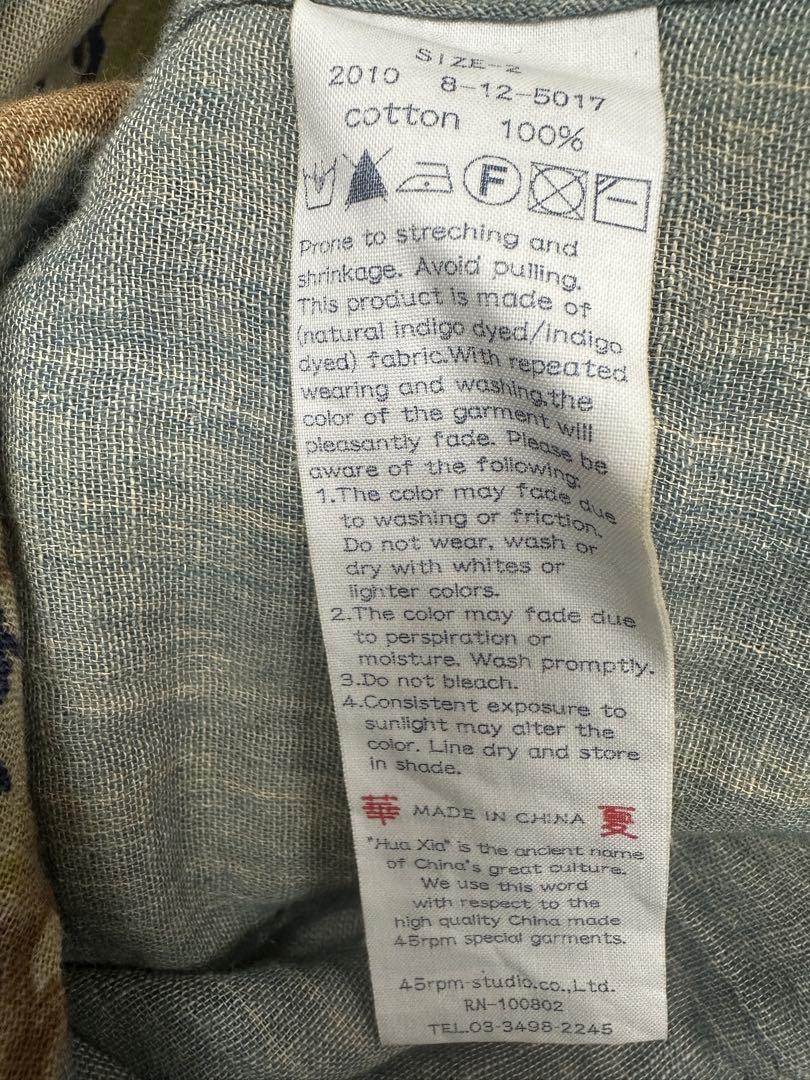 SIZE-2
2010 8-12-5017
cotton 100%
F
Prone to streching and
shrinkage. Avoid pulling.
This product is made of
(natural indigo dyed/indigo
dyed) fabric.With repeated
wearing and washing,the
color of the garment will
pleasantly fade. Please be
aware of the following:
1.The color may fade due
to washing or friction.
Do not wear, wash or
dry with whites or
lighter colors.
2.The color may fade due
to perspiration or
moisture. Wash promptly.
3.Do not bleach.
4.Consistent exposure to
sunlight may alter the
color. Line dry and store
in shade.
華 MADE IN CHINA 夏
"Hua Xia" is the ancient name
of China's great culture.
We use this word
with respect to the
high quality China made
45rpm special garments.
45rpm-studio.co.,Ltd.
RN-100802
TEL.03-3498-2245